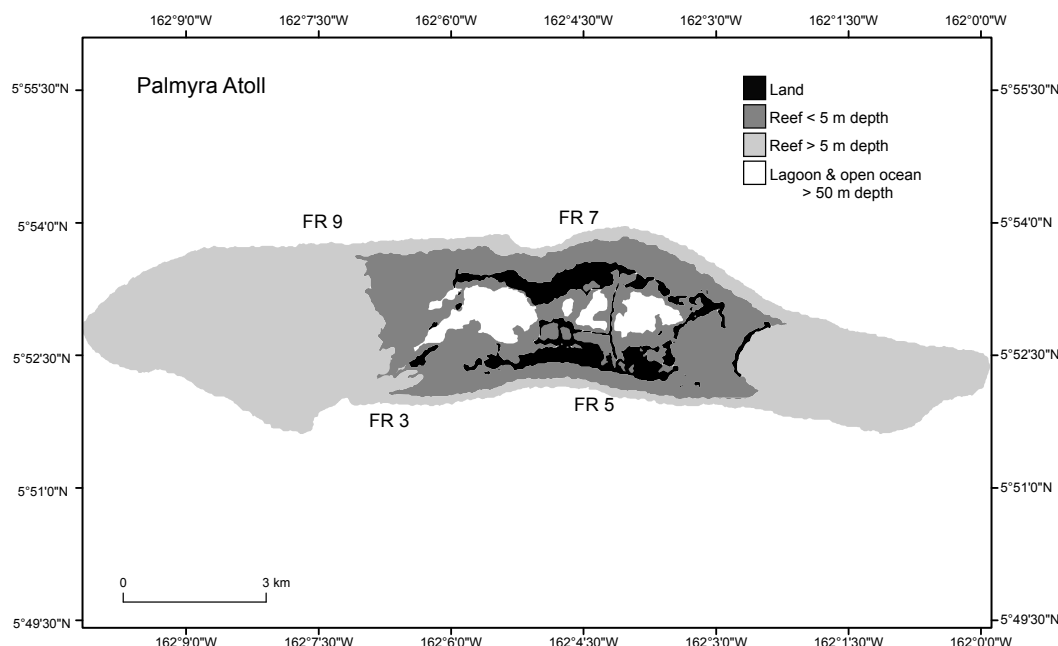 162°9'0"W 162°7'30"W 162°6'0"W 162°4'30"W 162°3'0"W 162°1'30"W 162°0'0"W
Palmyra Atoll
5°55'30"N
5°55'30"N
Land
Reef < 5 m depth
Reef > 5 m depth
Lagoon & open ocean
> 50 m depth
5°54'0"N
FR 9
FR 7
5°54'0"N
5°52'30"N
5°52'30"N
FR 3
FR 5
5°51'0"N
5°51'0"N
0 3 km
5°49'30"N
5°49'30"N
162°9'0"W 162°7'30"W 162°6'0"W 162°4'30"W 162°3'0"W 162°1'30"W 162°0'0"W